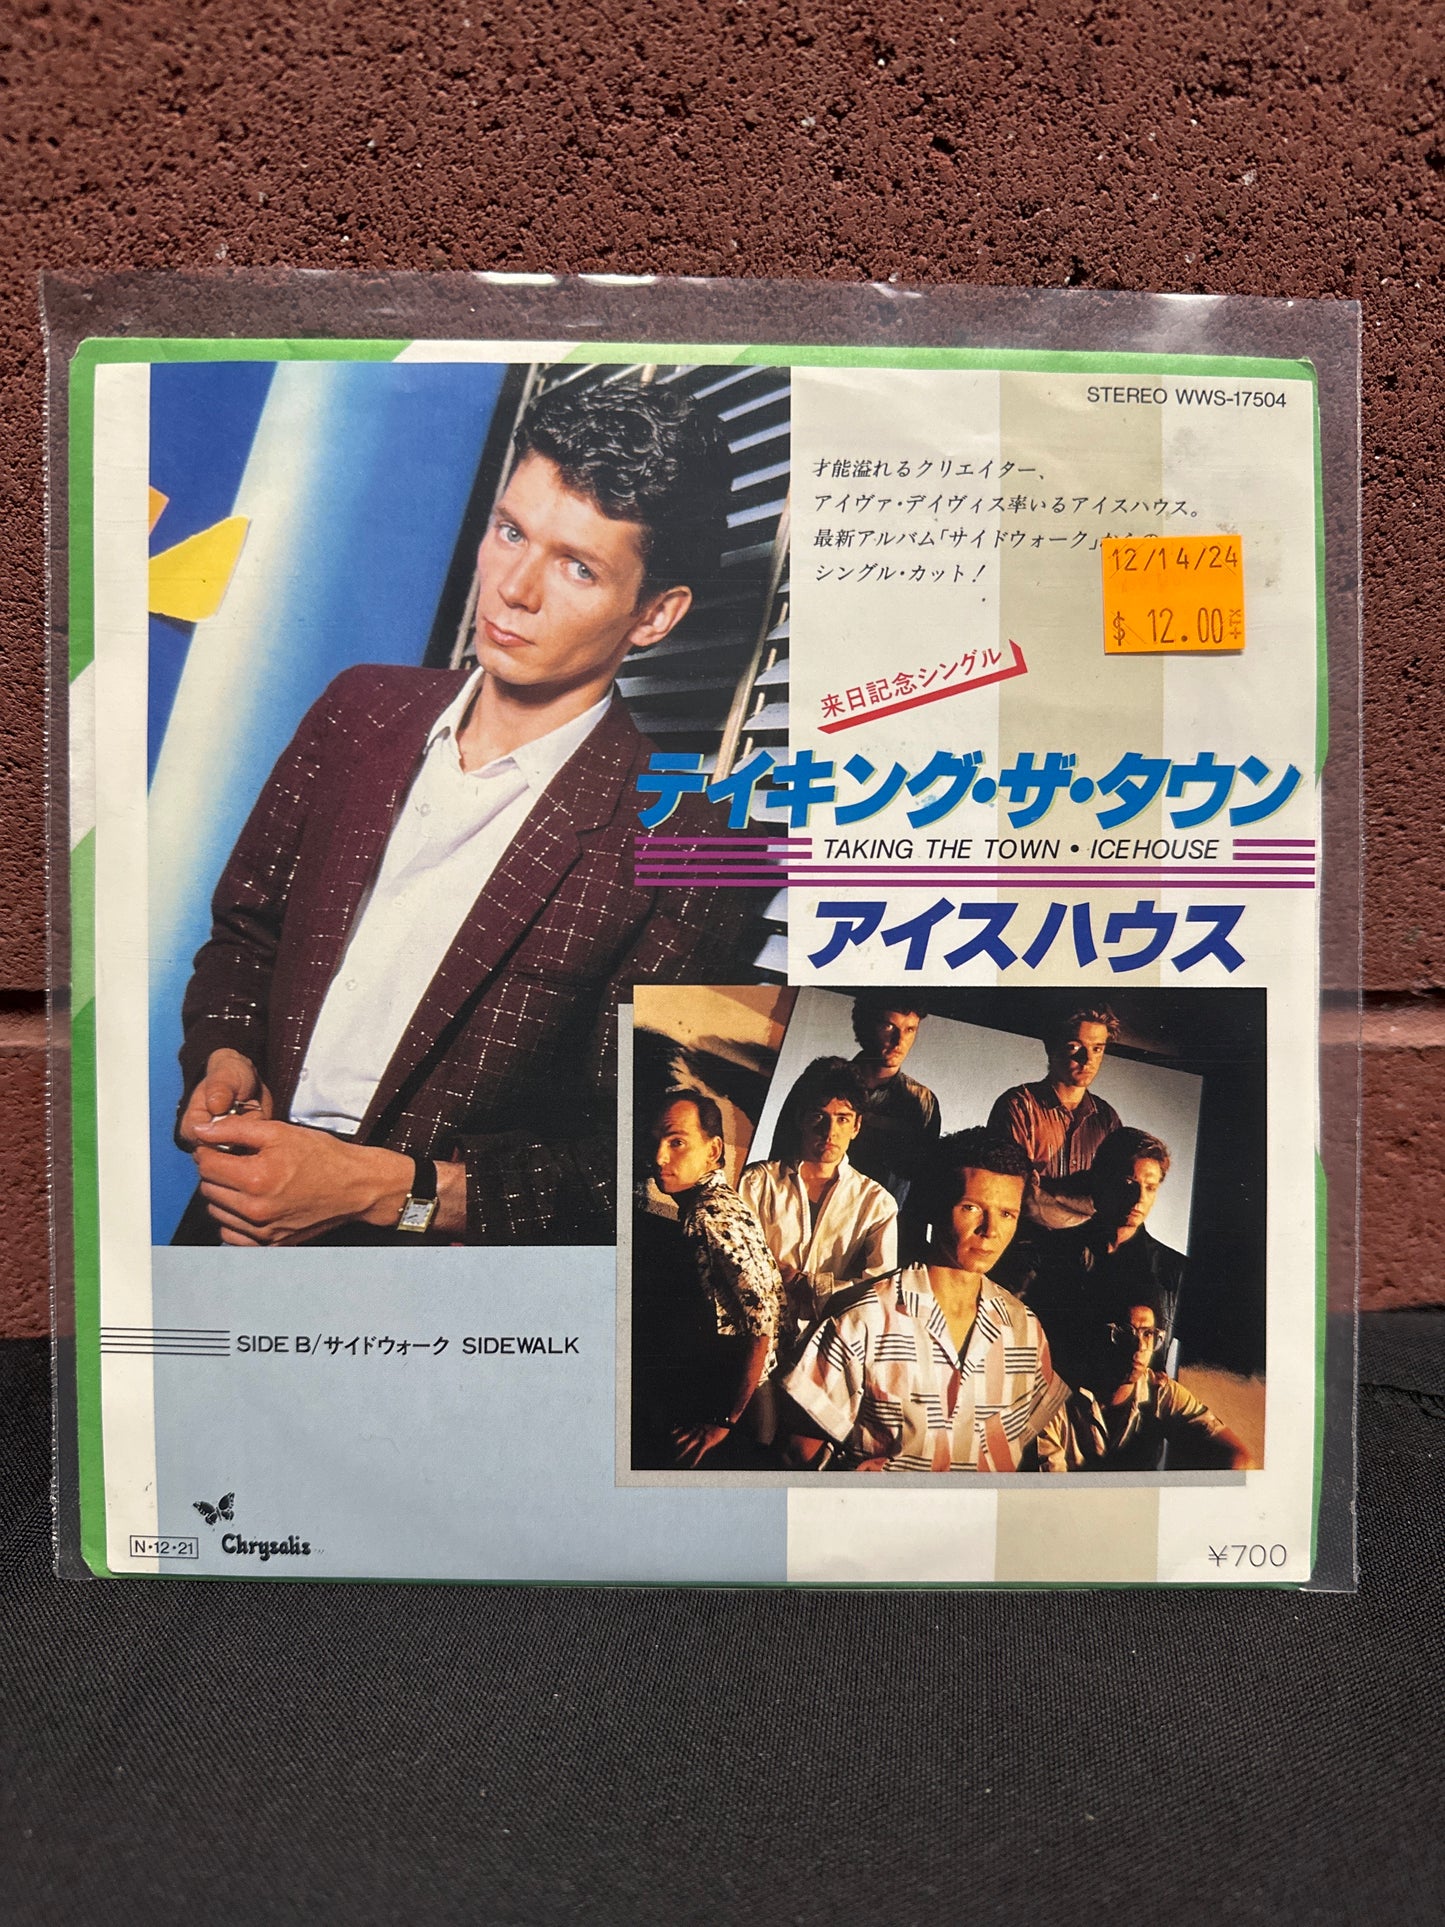 STEREO WWS-17504
才能溢れるクリエイター、
アイヴァ・デイヴィス率いるアイスハウス。
最新アルバム「サイドウォーク」からの
シングル・カット!
12/14/24
$ 12.00 +TX
来日記念シングル
テイキング・ザ・タウン
TAKING THE TOWN • ICEHOUSE
アイスハウス
SIDE B/サイドウォーク SIDEWALK
N・12・21
Chrysalis
¥700